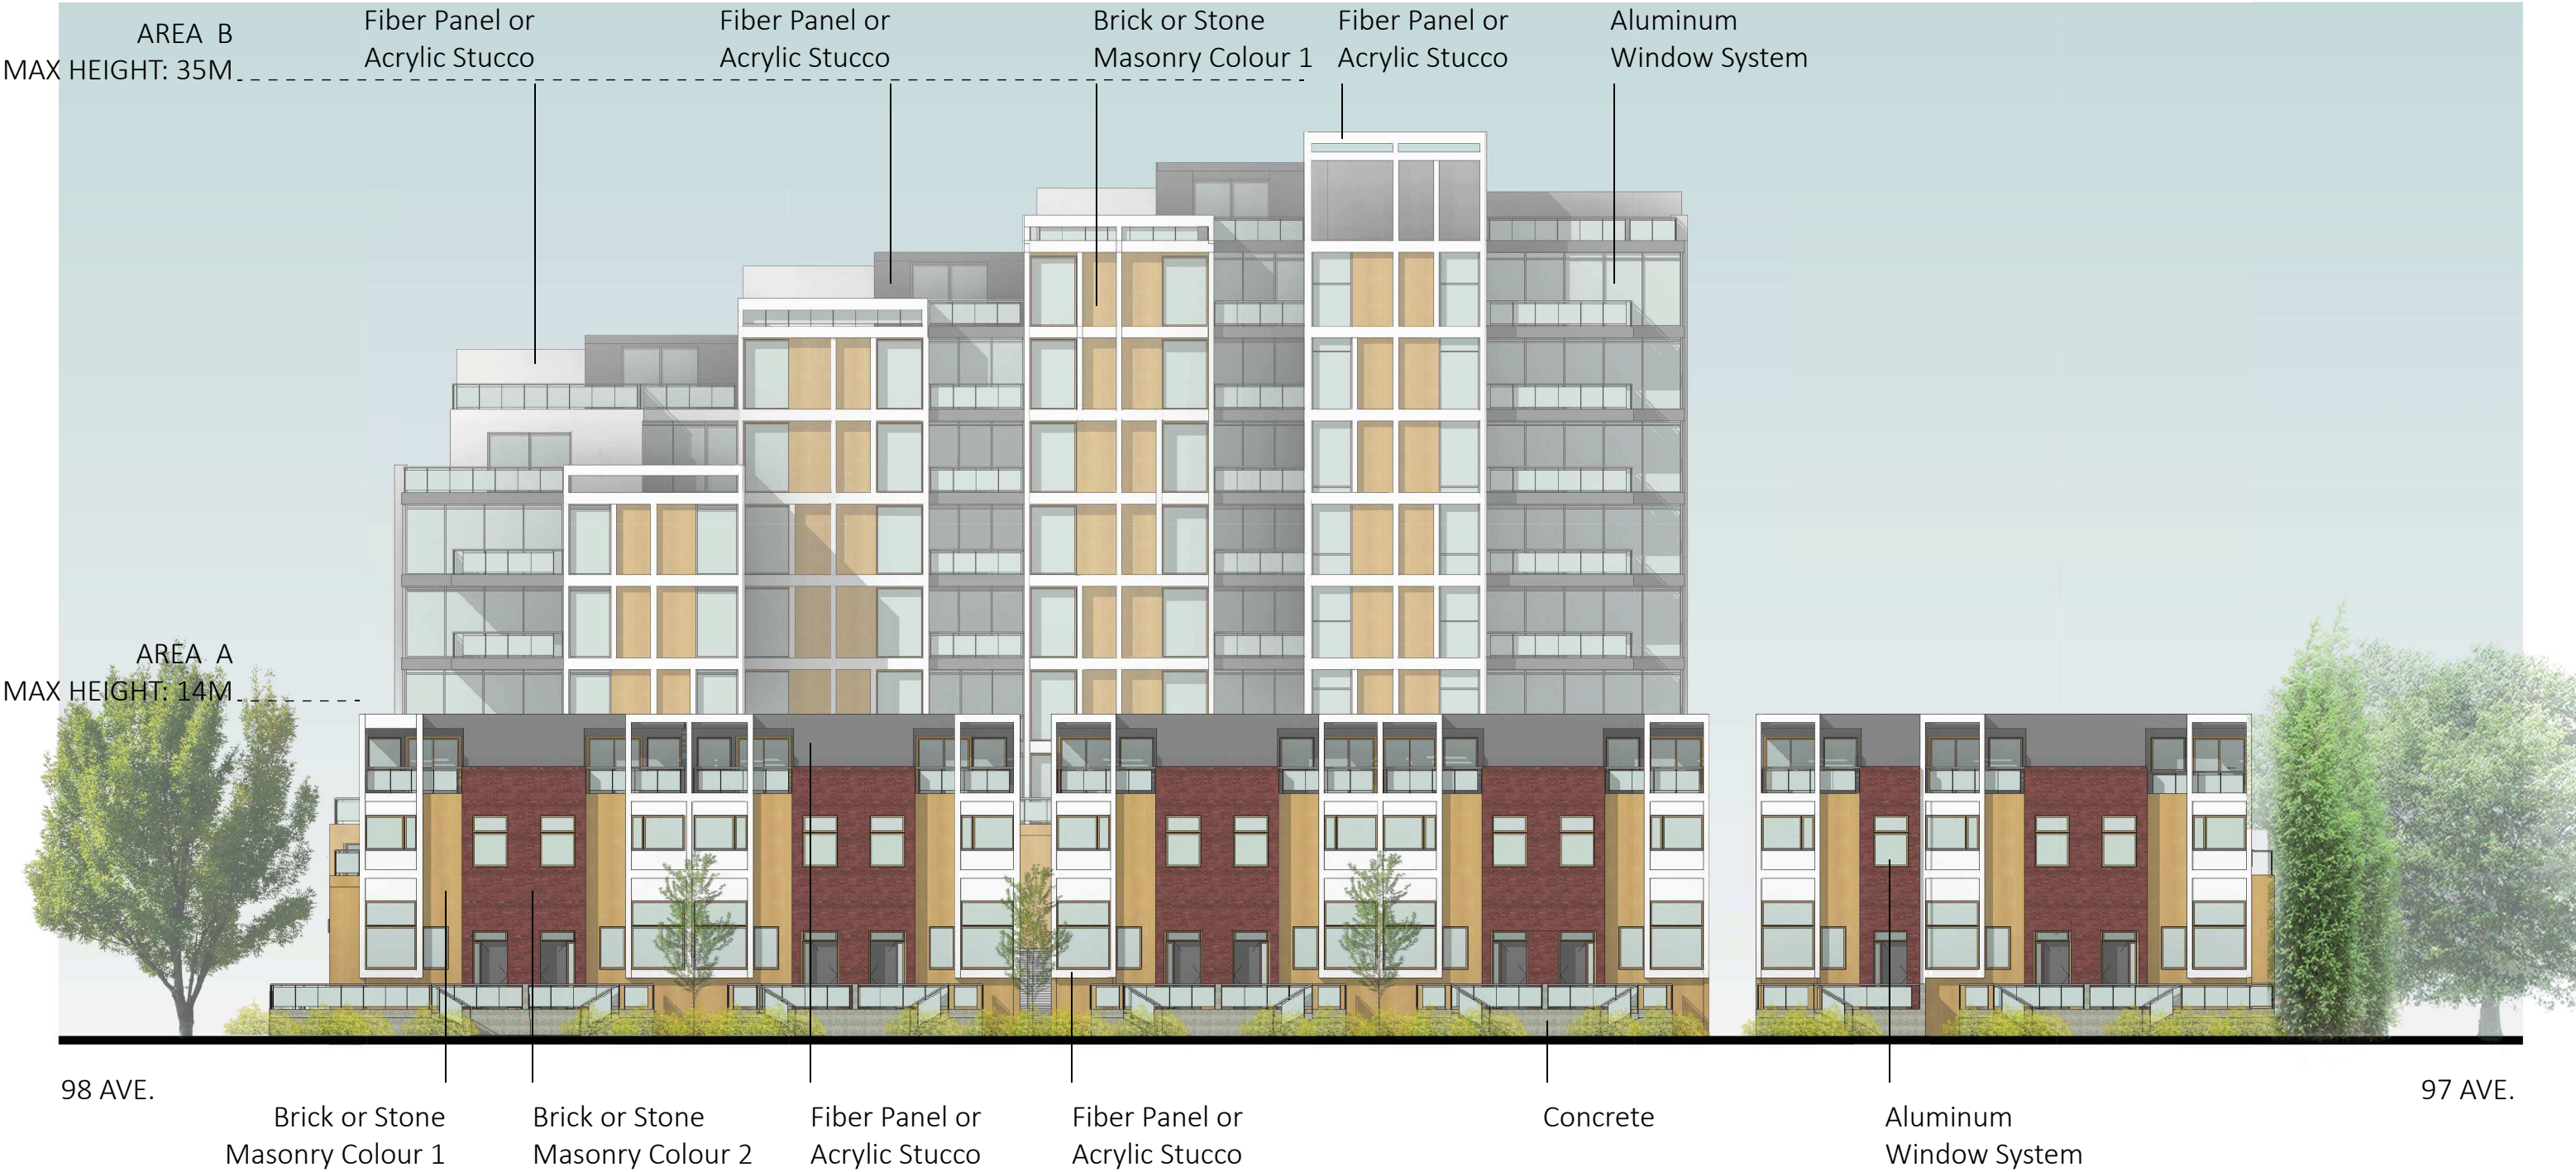 AREA B
MAX HEIGHT: 35M
Fiber Panel or
Acrylic Stucco
Fiber Panel or
Acrylic Stucco
Brick or Stone
Masonry Colour 1
Fiber Panel or
Acrylic Stucco
Aluminum
Window System
AREA A
MAX HEIGHT: 14M
98 AVE.
97 AVE.
Brick or Stone
Masonry Colour 1
Brick or Stone
Masonry Colour 2
Fiber Panel or
Acrylic Stucco
Fiber Panel or
Acrylic Stucco
Concrete
Aluminum
Window System